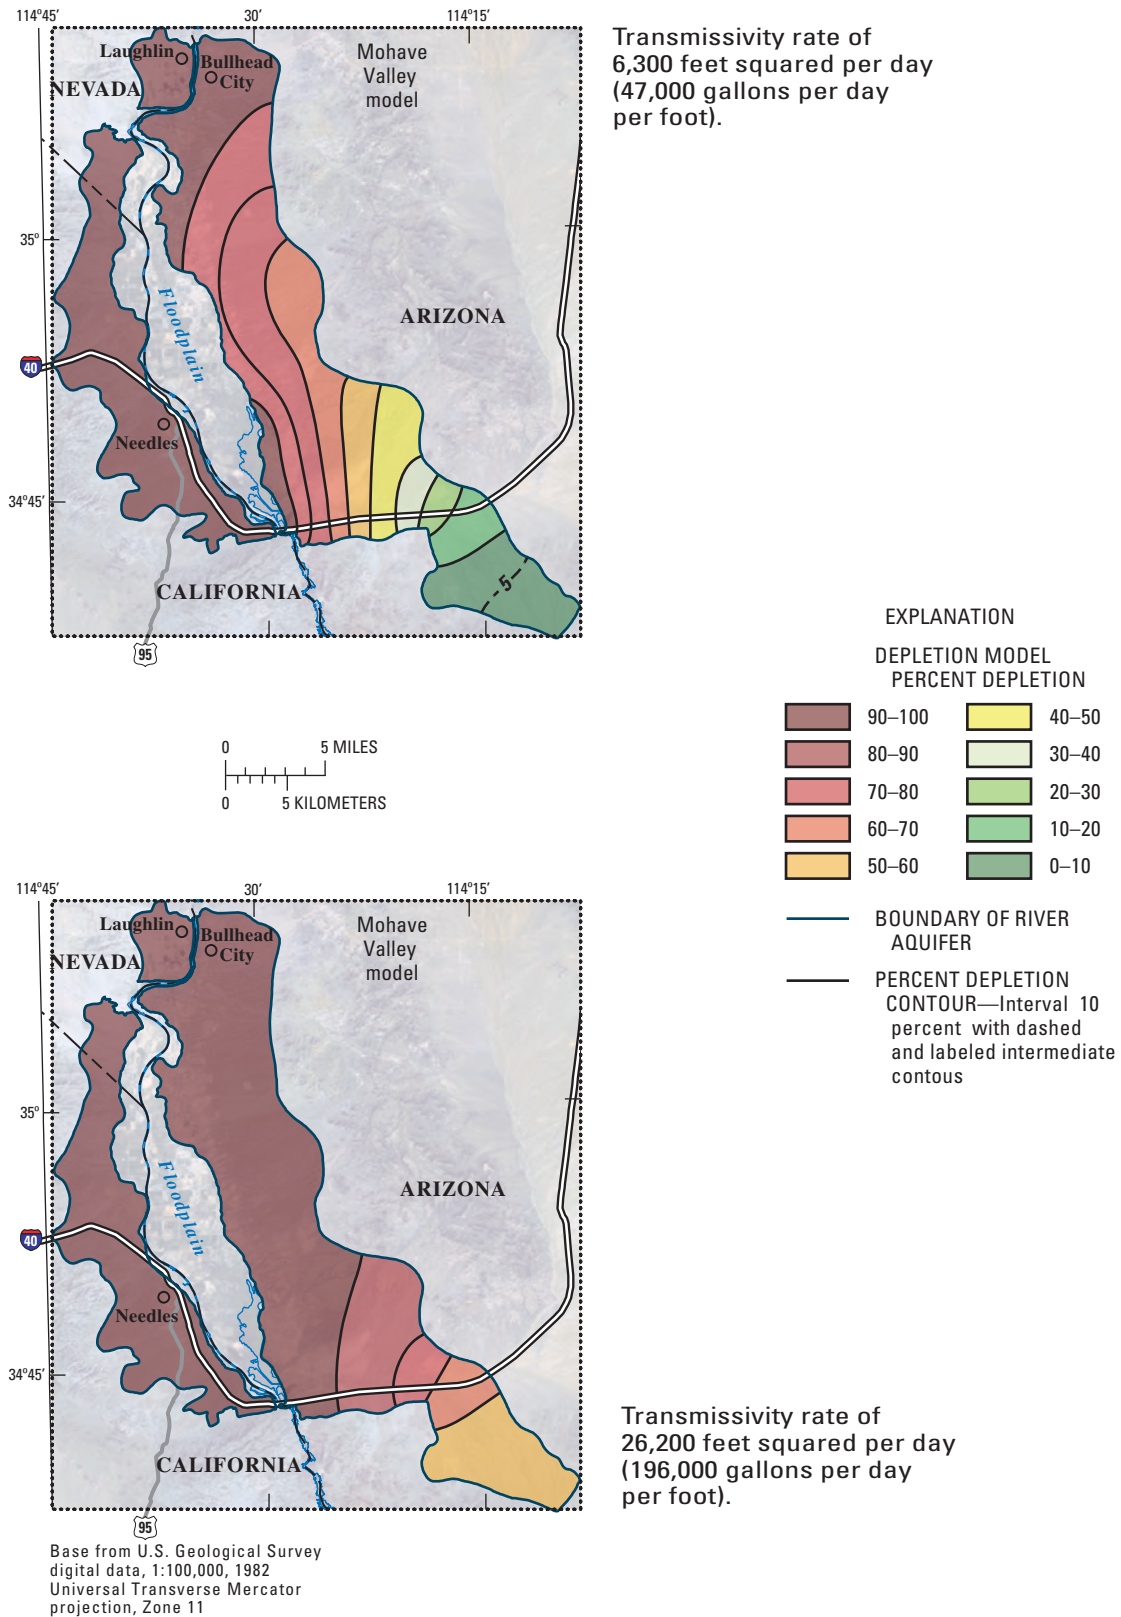 114°45′
30′
114°15′
Laughlin
Bullhead
City
NEVADA
Mohave
Valley
model
35°
Floodplain
ARIZONA
40
Needles
34°45′
CALIFORNIA
5
95
Transmissivity rate of
6,300 feet squared per day
(47,000 gallons per day
per foot).
0 5 MILES
0 5 KILOMETERS
EXPLANATION
DEPLETION MODEL
PERCENT DEPLETION
90–100
80–90
70–80
60–70
50–60
40–50
30–40
20–30
10–20
0–10
BOUNDARY OF RIVER
AQUIFER
PERCENT DEPLETION
CONTOUR—Interval 10
percent with dashed
and labeled intermediate
contous
114°45′
30′
114°15′
Laughlin
Bullhead
City
NEVADA
Mohave
Valley
model
35°
Floodplain
ARIZONA
40
Needles
34°45′
CALIFORNIA
95
Transmissivity rate of
26,200 feet squared per day
(196,000 gallons per day
per foot).
Base from U.S. Geological Survey
digital data, 1:100,000, 1982
Universal Transverse Mercator
projection, Zone 11